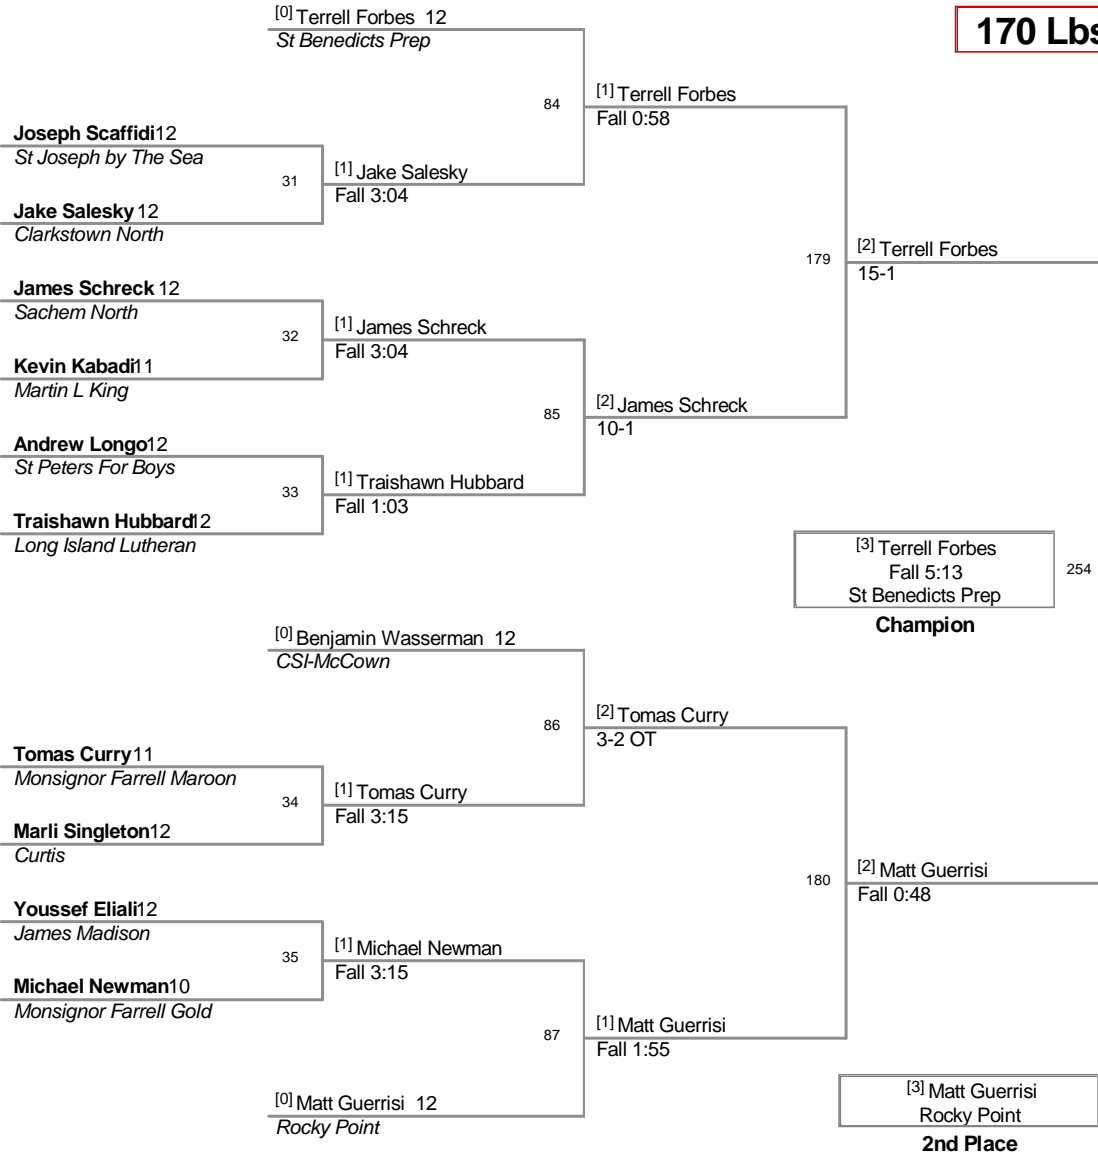 [0] Terrell Forbes 12
St Benedicts Prep
170 Lbs
84
[1] Terrell Forbes
Fall 0:58
Joseph Scaffidi12
St Joseph by The Sea
31
[1] Jake Salesky
Fall 3:04
Jake Salesky 12
Clarkstown North
179
[2] Terrell Forbes
15-1
James Schreck 12
Sachem North
32
[1] James Schreck
Fall 3:04
Kevin Kabadi11
Martin L King
85
[2] James Schreck
10-1
Andrew Longo12
St Peters For Boys
33
[1] Traishawn Hubbard
Fall 1:03
Traishawn Hubbard12
Long Island Lutheran
[3] Terrell Forbes
Fall 5:13
St Benedicts Prep
254
Champion
[0] Benjamin Wasserman 12
CSI-McCown
86
[2] Tomas Curry
3-2 OT
Tomas Curry 11
Monsignor Farrell Maroon
34
[1] Tomas Curry
Fall 3:15
Marli Singleton12
Curtis
180
[2] Matt Guerrisi
Fall 0:48
Youssef Eliali12
James Madison
35
[1] Michael Newman
Fall 3:15
Michael Newman10
Monsignor Farrell Gold
87
[1] Matt Guerrisi
Fall 1:55
[0] Matt Guerrisi 12
Rocky Point
[3] Matt Guerrisi
Rocky Point
2nd Place